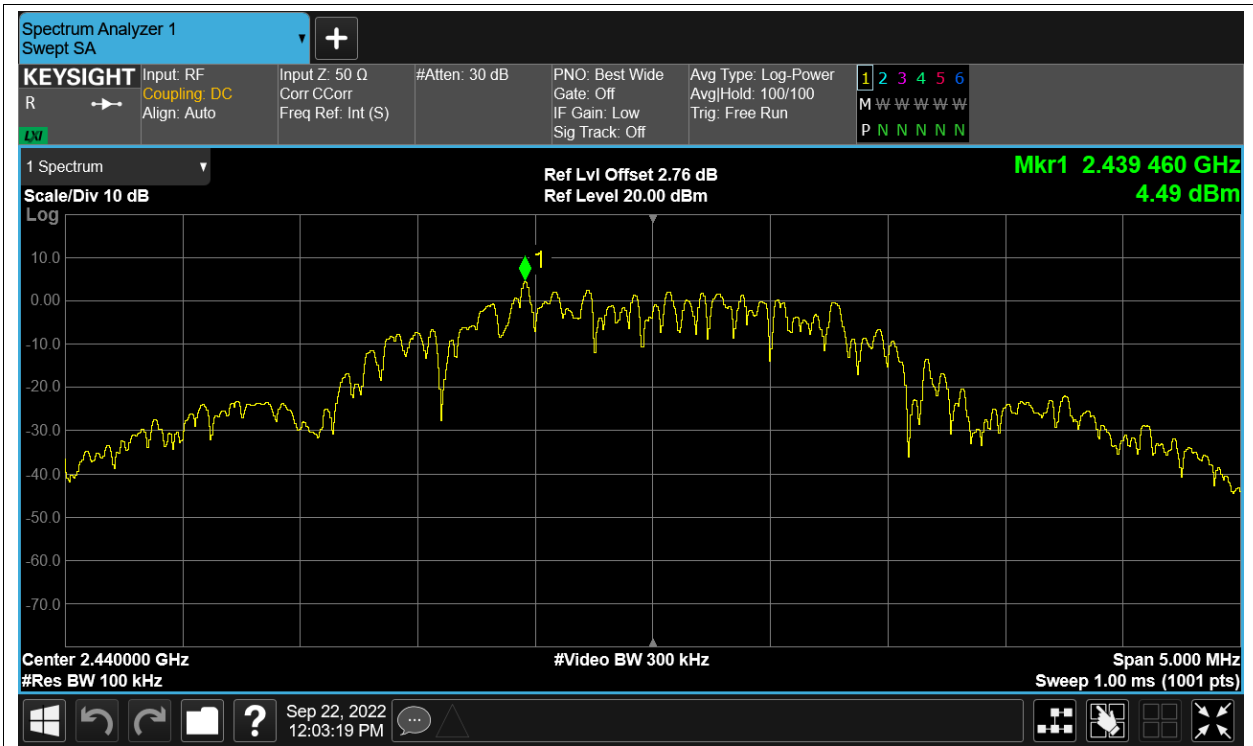 Spectrum Analyzer 1
Swept SA
KEYSIGHT
R
LXI
Input: RF
Coupling: DC
Align: Auto
Input Z: 50 Ω
Corr CCorr
Freq Ref: Int (S)
#Atten: 30 dB
PNO: Best Wide
Gate: Off
IF Gain: Low
Sig Track: Off
Avg Type: Log-Power
Avg|Hold: 100/100
Trig: Free Run
1 2 3 4 5 6
M W W W W W
P N N N N N
1 Spectrum
Scale/Div 10 dB
Log
Ref Lvl Offset 2.76 dB
Ref Level 20.00 dBm
Mkr1 2.439 460 GHz
4.49 dBm
1
10.0
0.00
-10.0
-20.0
-30.0
-40.0
-50.0
-60.0
-70.0
Center 2.440000 GHz
#Res BW 100 kHz
#Video BW 300 kHz
Span 5.000 MHz
Sweep 1.00 ms (1001 pts)
?
Sep 22, 2022
12:03:19 PM